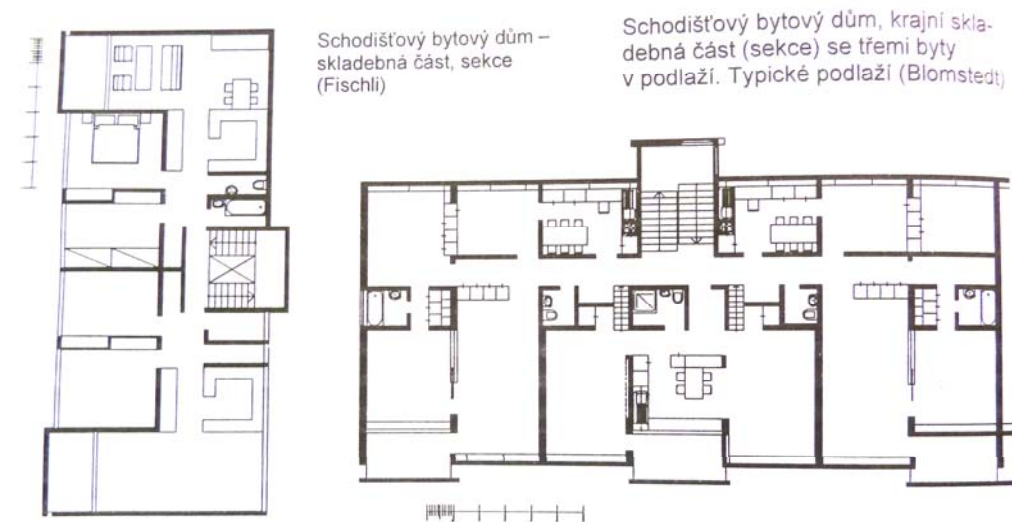 Schodišťový bytový dům –
skladebná část, sekce
(Fischli)
Schodišťový bytový dům, krajní skla-
debná část (sekce) se třemi byty
v podlaží. Typické podlaží (Blomstedt)